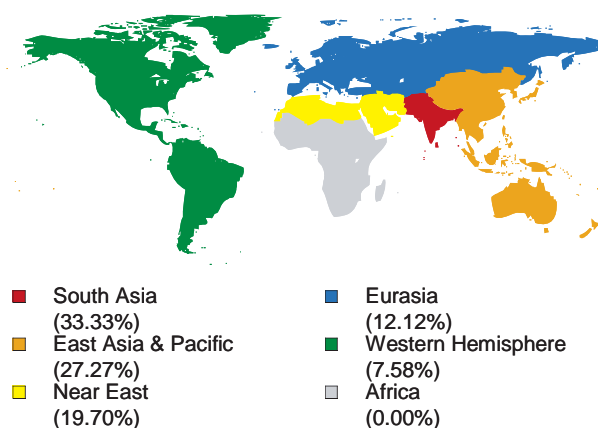 South Asia
(33.33%)
East Asia & Pacific
(27.27%)
Near East
(19.70%)
Eurasia
(12.12%)
Western Hemisphere
(7.58%)
Africa
(0.00%)